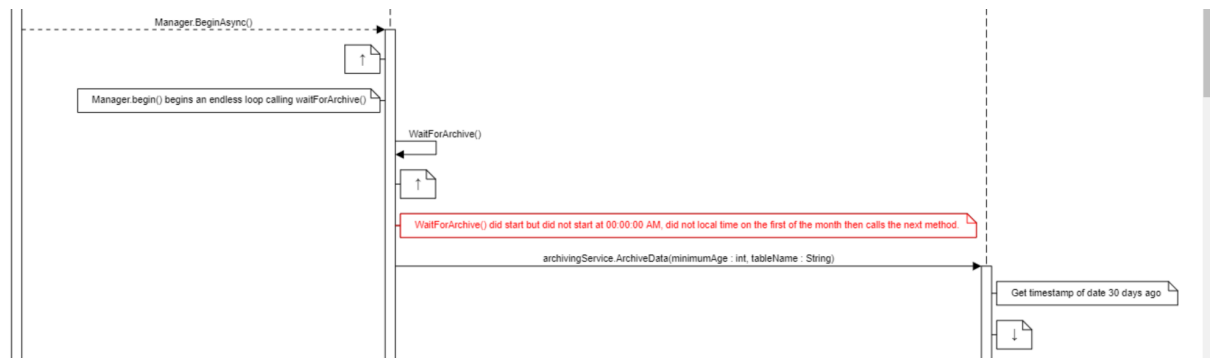 Manager.BeginAsync()
↑
Manager.begin() begins an endless loop calling waitForArchive()
WaitForArchive()
↑
WaitForArchive() did start but did not start at 00:00:00 AM, did not local time on the first of the month then calls the next method.
archivingService.ArchiveData(minimumAge : int, tableName : String)
Get timestamp of date 30 days ago
↓